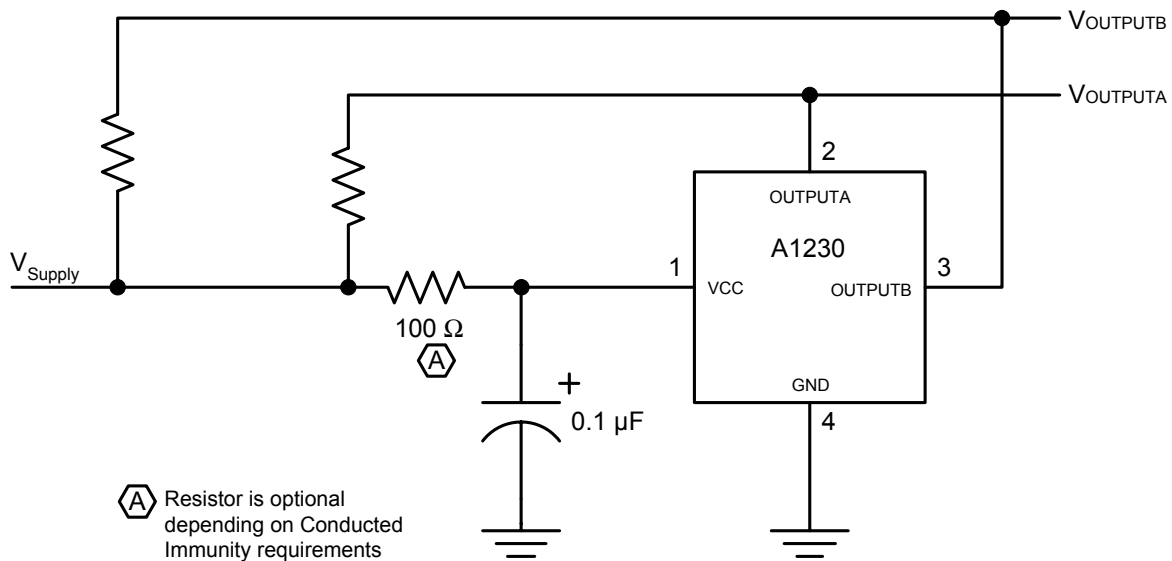 VOUTPUTB
VOUTPUTA
2
OUTPUTA
A1230
VSupply
1
3
VCC
OUTPUTB
100 Ω
A
GND
+
0.1 µF
4
A Resistor is optional
depending on Conducted
Immunity requirements